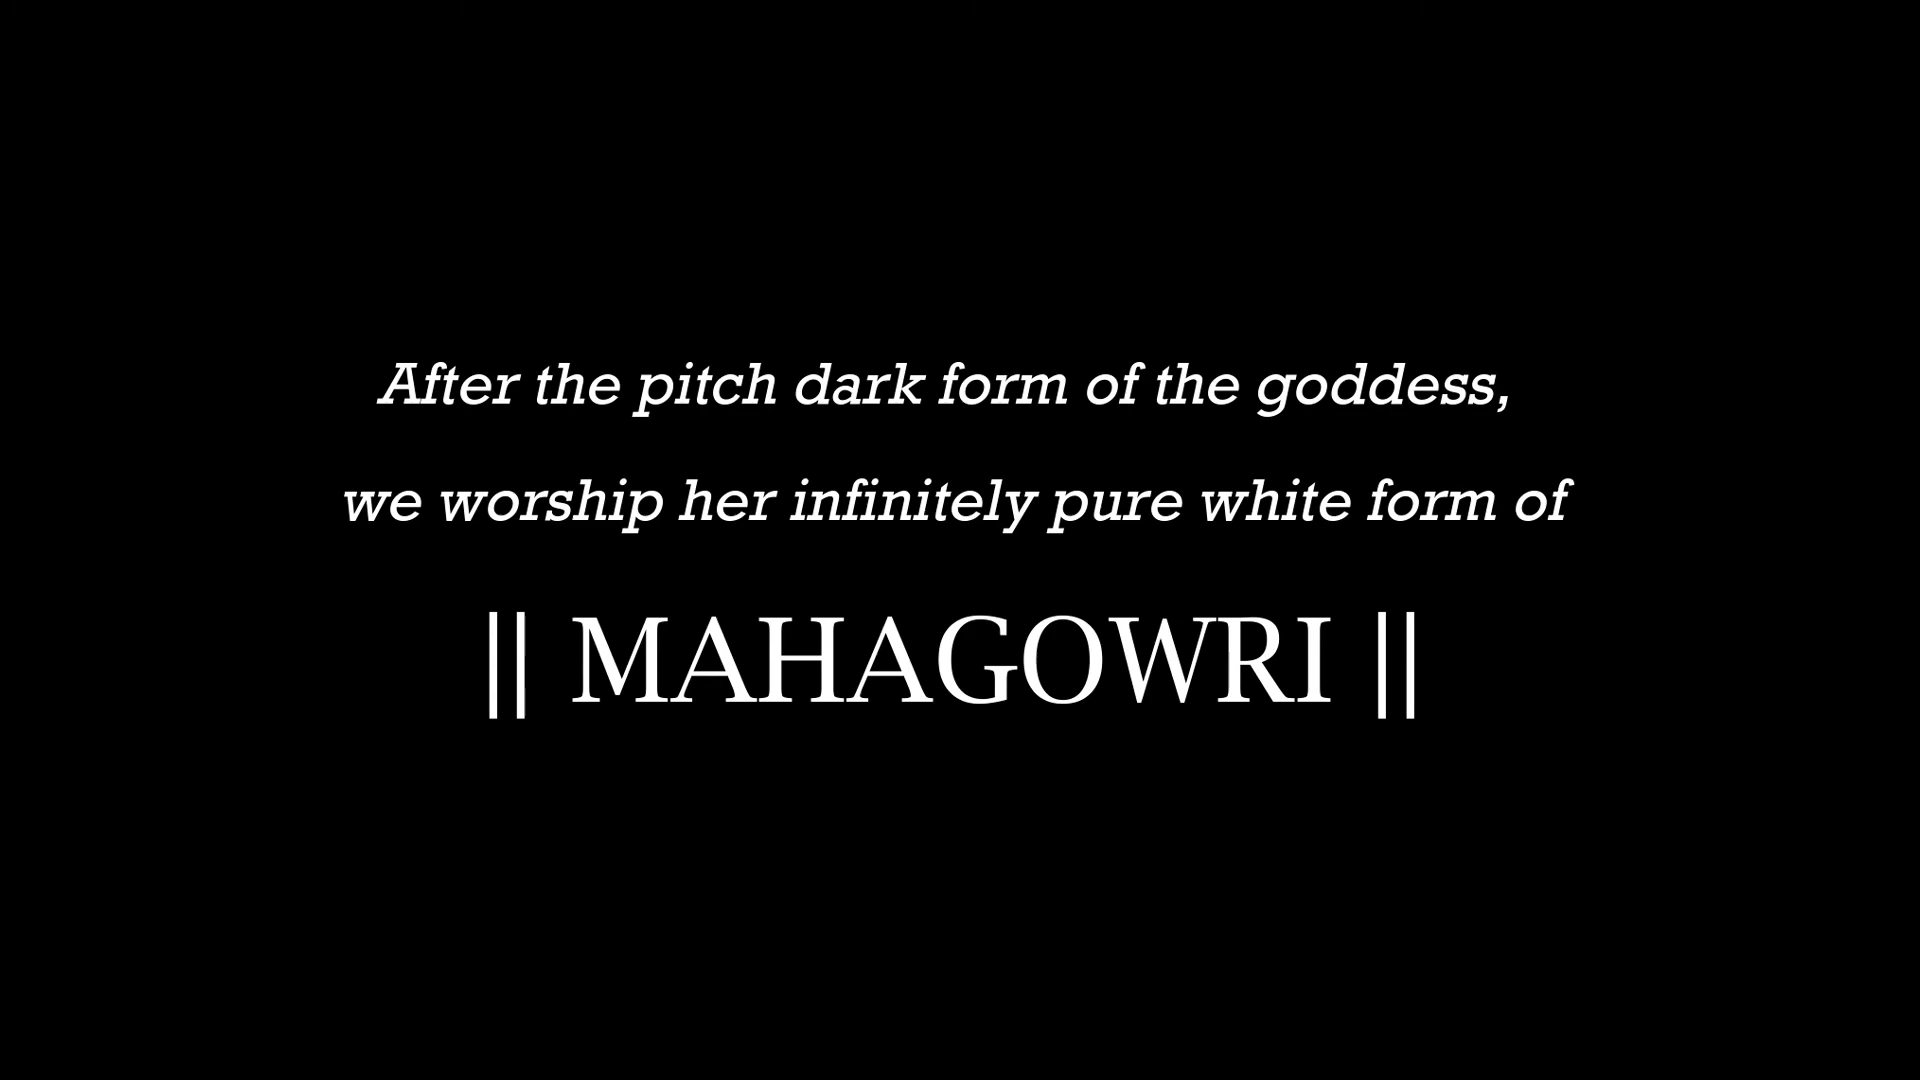 After the pitch dark form of the goddess,
we worship her infinitely pure white form of
|| MAHAGOWRI ||